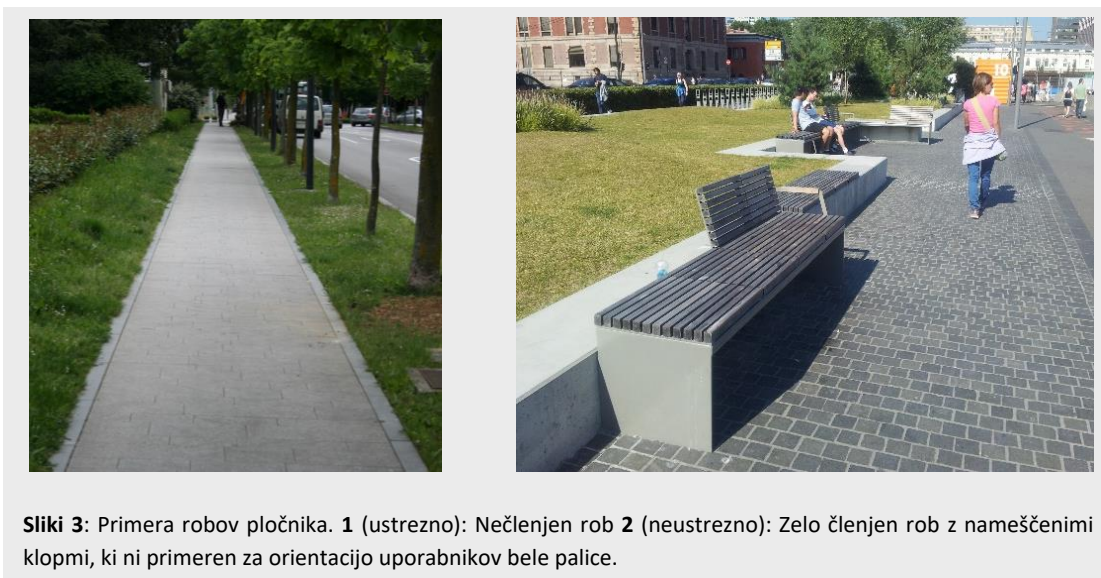 10
Sliki 3: Primera robov pločnika. 1 (ustrezno): Nečlenjen rob 2 (neustrezno): Zelo členjen rob z nameščenimi
klopmi, ki ni primeren za orientacijo uporabnikov bele palice.